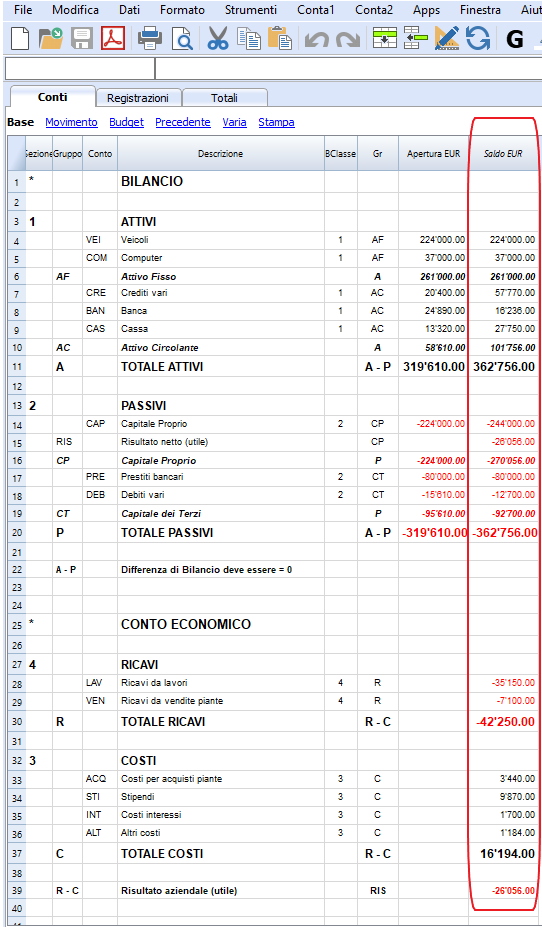 File Modifica Dati Formato Strumenti Conta1 Conta2 Apps Finestra Aiut
G
Conti Registrazioni Totali
Base Movimento Budget Precedente Varia Stampa
Sezione Gruppo Conto Descrizione BClasse Gr Apertura EUR Saldo EUR
1 * BILANCIO
2
3 1 ATTIVI
4 VEI Veicoli 1 AF 224'000.00 224'000.00
5 COM Computer 1 AF 37'000.00 37'000.00
6 AF Attivo Fisso A 261'000.00 261'000.00
7 CRE Crediti vari 1 AC 20'400.00 57'770.00
8 BAN Banca 1 AC 24'890.00 16'236.00
9 CAS Cassa 1 AC 13'320.00 27'750.00
10 AC Attivo Circolante A 58'610.00 101'756.00
11 A TOTALE ATTIVI A - P 319'610.00 362'756.00
12
13 2 PASSIVI
14 CAP Capitale Proprio 2 CP -224'000.00 -244'000.00
15 RIS Risultato netto (utile) CP -26'056.00
16 CP Capitale Proprio P -224'000.00 -270'056.00
17 PRE Prestiti bancari 2 CT -80'000.00 -80'000.00
18 DEB Debiti vari 2 CT -15'610.00 -12'700.00
19 CT Capitale dei Terzi P -95'610.00 -92'700.00
20 P TOTALE PASSIVI A - P -319'610.00 -362'756.00
21
22 A - P Differenza di Bilancio deve essere = 0
23
24
25 * CONTO ECONOMICO
26
27 4 RICAVI
28 LAV Ricavi da lavori 4 R -35'150.00
29 VEN Ricavi da vendite piante 4 R -7'100.00
30 R TOTALE RICAVI R - C -42'250.00
31
32 3 COSTI
33 ACQ Costi per acquisti piante 3 C 3'440.00
34 STI Stipendi 3 C 9'870.00
35 INT Costi interessi 3 C 1'700.00
36 ALT Altri costi 3 C 1'184.00
37 C TOTALE COSTI R - C 16'194.00
38
39 R - C Risultato aziendale (utile) RIS -26'056.00
40